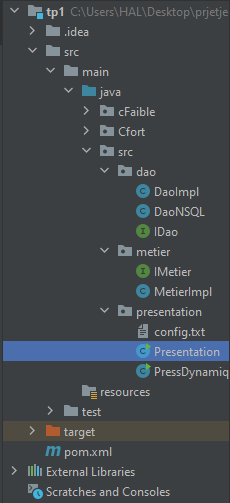 tp1 C:\Users\HAL\Desktop\prjetje
.idea
src
main
java
cFaible
Cfort
src
dao
DaoImpl
DaoNSQL
IDao
metier
IMetier
MetierImpl
presentation
config.txt
Presentation
PressDynamiq
resources
test
target
pom.xml
External Libraries
Scratches and Consoles